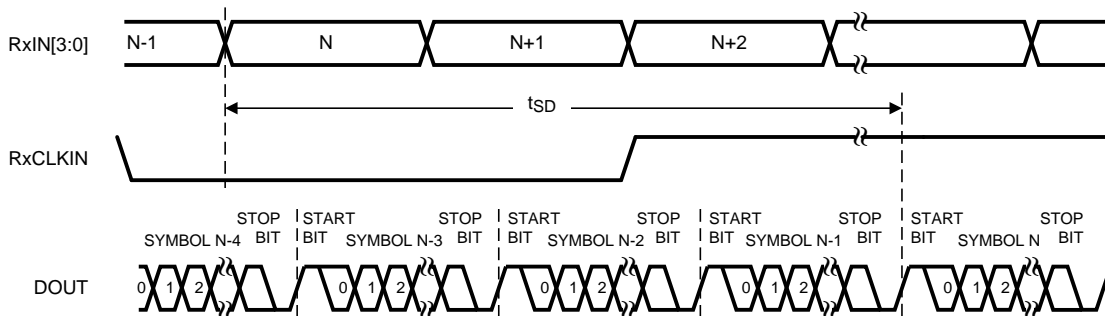 RxIN[3:0] N-1 N N+1 N+2
tSD
RxCLKIN
STOP START STOP START STOP START STOP START STOP
SYMBOL N-4 BIT BIT SYMBOL N-3 BIT BIT SYMBOL N-2 BIT BIT SYMBOL N-1 BIT BIT SYMBOL N BIT
DOUT 0 1 2 0 1 2 0 1 2 0 1 2 0 1 2